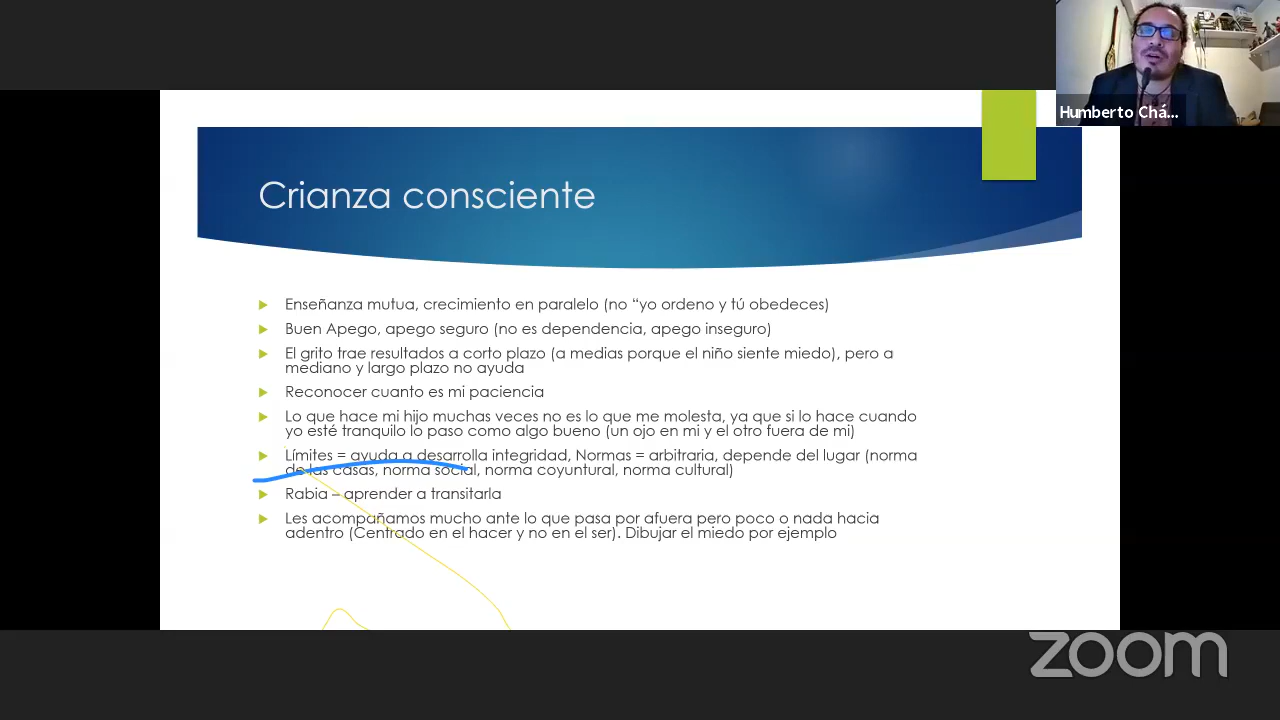 Humberto Chá...
Crianza consciente
Enseñanza mutua, crecimiento en paralelo (no “yo ordeno y tú obedeces)
Buen Apego, apego seguro (no es dependencia, apego inseguro)
El grito trae resultados a corto plazo (a medias porque el niño siente miedo), pero a
mediano y largo plazo no ayuda
Reconocer cuanto es mi paciencia
Lo que hace mi hijo muchas veces no es lo que me molesta, ya que si lo hace cuando
yo esté tranquilo lo paso como algo bueno (un ojo en mi y el otro fuera de mi)
Límites = ayuda a desarrolla integridad, Normas = arbitraria, depende del lugar (norma
de las casas, norma social, norma coyuntural, norma cultural)
Rabia – aprender a transitarla
Les acompañamos mucho ante lo que pasa por afuera pero poco o nada hacia
adentro (Centrado en el hacer y no en el ser). Dibujar el miedo por ejemplo
zoom